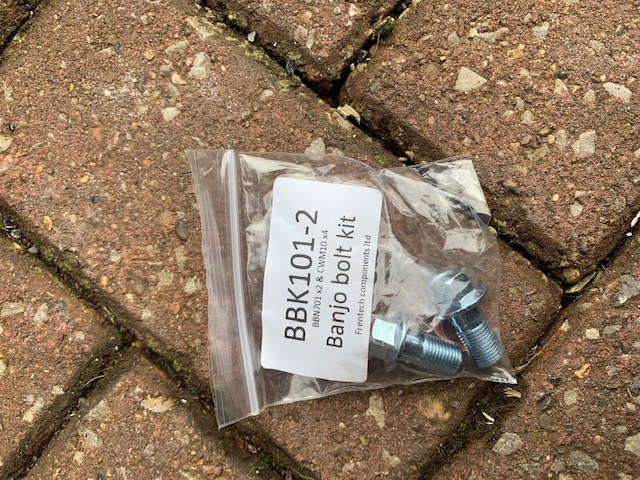 BBK101-2
BBN701 x2 & CWM10 x4
Banjo bolt kit
Frentech components ltd